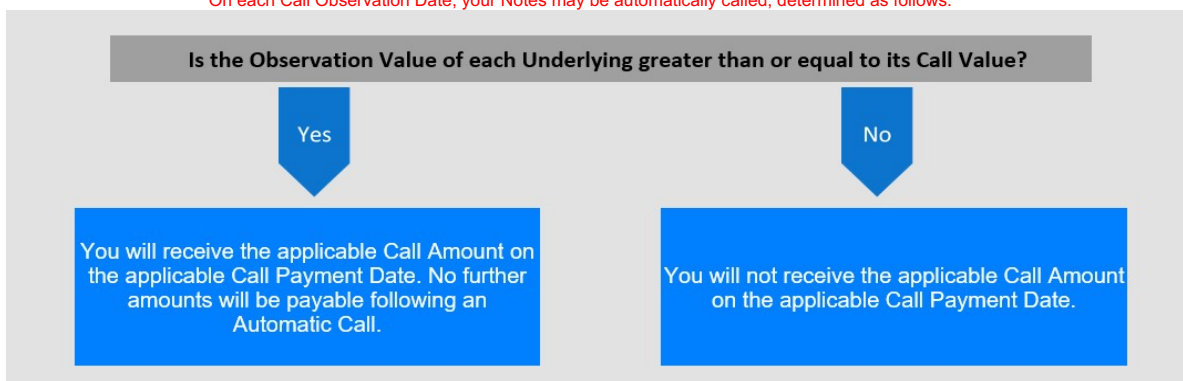 On each Call Observation Date, your Notes may be automatically called, determined as follows:
Is the Observation Value of each Underlying greater than or equal to its Call Value?
Yes
No
You will receive the applicable Call Amount on
the applicable Call Payment Date. No further
amounts will be payable following an
Automatic Call.
You will not receive the applicable Call Amount
on the applicable Call Payment Date.